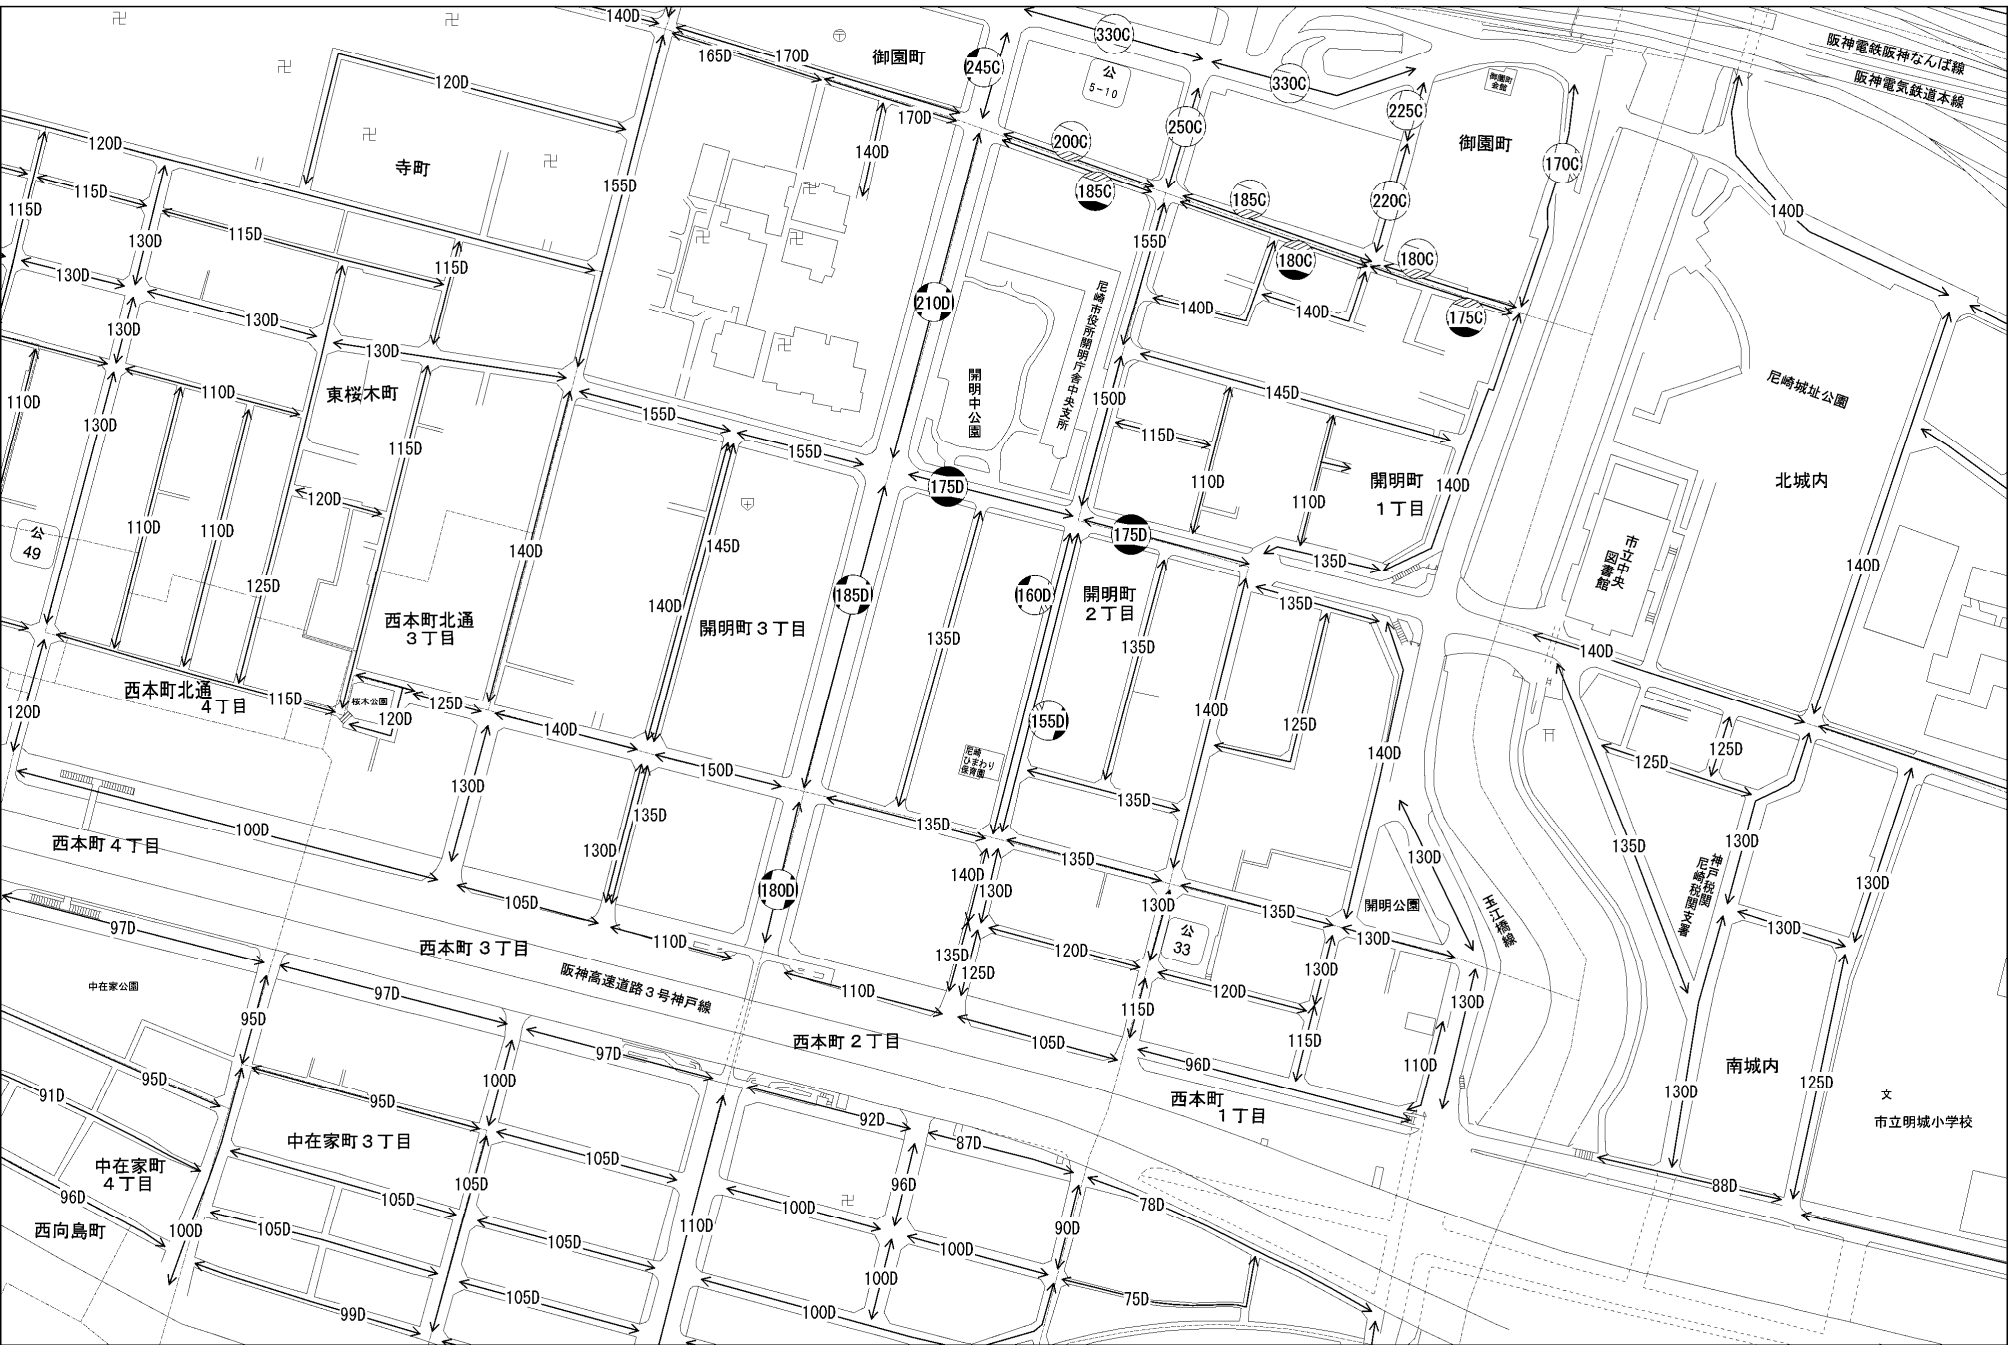 140D
330C
165D
170D
御園町
245C
公
5-10
330C
225C
御園町
会館
阪神電鉄阪神なんば線
阪神電気鉄道本線
120D
170D
250C
御園町
120D
寺町
140D
200C
170C
115D
155D
185C
185C
220C
140D
115D
130D
115D
155D
130D
115D
180C
180C
130D
210D
140D
140D
175C
130D
130D
尼崎市役所開明庁舎中央支所
110D
110D
東桜木町
開明中公園
150D
145D
尼崎城址公園
130D
155D
155D
115D
115D
110D
110D
開明町
1丁目
北城内
120D
175D
140D
110D
110D
140D
145D
175D
135D
市立中央
図書館
140D
公
49
125D
140D
185D
160D
開明町
2丁目
135D
西本町北通
3丁目
開明町3丁目
135D
135D
140D
西本町北通
4丁目
115D
桜木公園
120D
125D
120D
140D
155D
140D
125D
140D
125D
125D
尼崎
ひまわり
保育園
150D
130D
135D
135D
100D
西本町4丁目
135D
130D
135D
135D
130D
135D
130D
神戸税関
尼崎税関支署
180D
140D
130D
130D
130D
105D
135D
開明公園
玉江橋線
97D
西本町3丁目
110D
公
33
130D
130D
135D
120D
130D
125D
阪神高速道路3号神戸線
中在家公園
97D
110D
120D
130D
95D
115D
西本町2丁目
105D
115D
97D
96D
110D
南城内
95D
100D
125D
130D
91D
95D
92D
西本町
1丁目
文
市立明城小学校
中在家町3丁目
87D
105D
中在家町
4丁目
96D
105D
105D
96D
88D
100D
78D
西向島町
100D
105D
110D
90D
105D
100D
100D
75D
99D
105D
100D